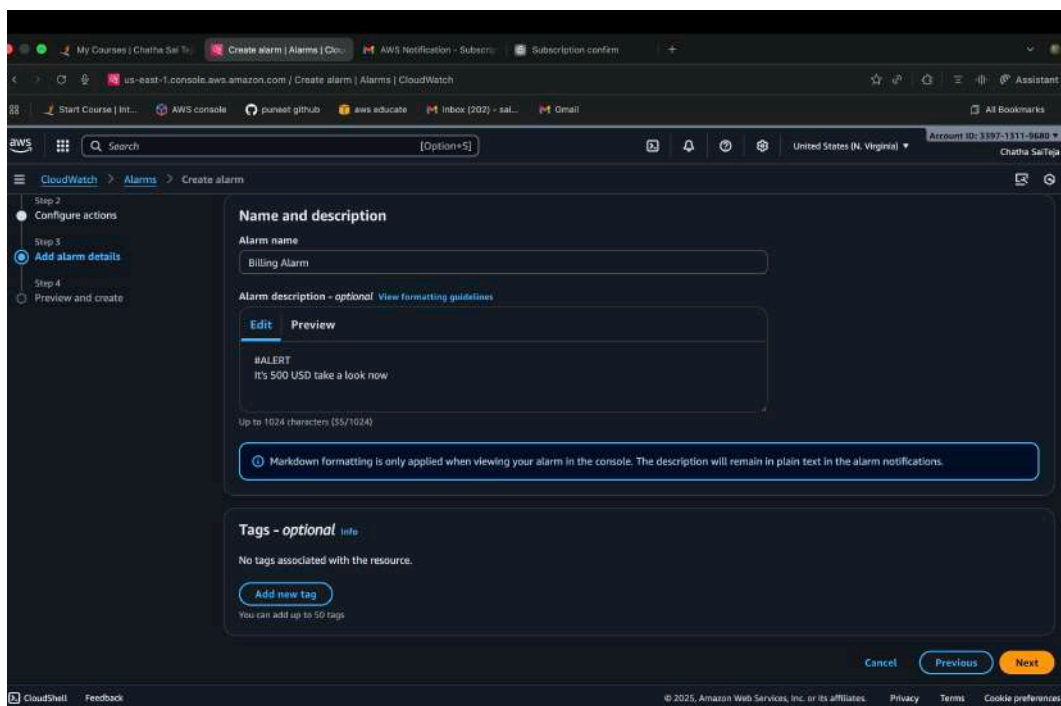 My Courses | Chatha Sai Te
Create alarm | Alarms | Clou
AWS Notification - Subscri
Subscription confirm
us-east-1.console.aws.amazon.com / Create alarm | Alarms | CloudWatch
Assistant
Start Course | Int...
AWS console
puneet github
aws educate
Inbox (202) - sai...
Gmail
All Bookmarks
aws
Search
[Option+S]
United States (N. Virginia)
Account ID: 3397-1311-9680
Chatha SaiTeja
CloudWatch > Alarms > Create alarm
Step 2
Configure actions
Step 3
Add alarm details
Step 4
Preview and create
Name and description
Alarm name
Billing Alarm
Alarm description - optional View formatting guidelines
Edit Preview
#ALERT
It's 500 USD take a look now
Up to 1024 characters (35/1024)
Markdown formatting is only applied when viewing your alarm in the console. The description will remain in plain text in the alarm notifications.
Tags - optional Info
No tags associated with the resource.
Add new tag
You can add up to 50 tags
Cancel Previous Next
CloudShell Feedback
© 2025, Amazon Web Services, Inc. or its affiliates. Privacy Terms Cookie preferences